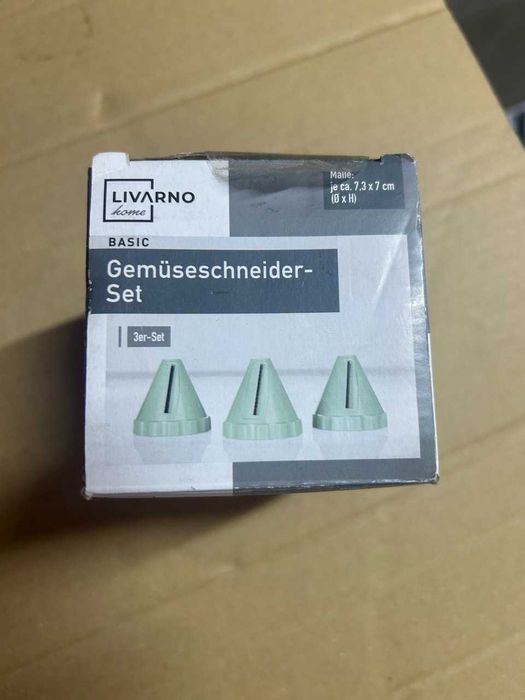 LIVARNO
home
Maße:
je ca. 7,3 x 7 cm
(Ø x H)
BASIC
Gemüseschneider-
Set
3er-Set